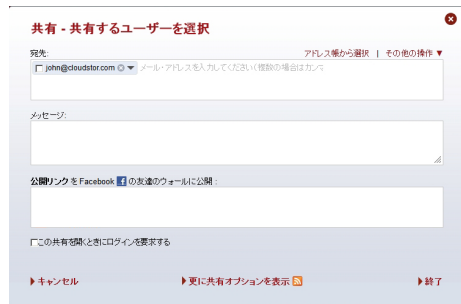 共有 - 共有するユーザーを選択
宛先:
アドレス帳から選択 | その他の操作 ▼
john@cloudstor.com
メール・アドレスを入力してください(複数の場合はカンマ
メッセージ:
公開リンク を Facebook の友達のウォールに公開 :
この共有を開くときにログインを要求する
キャンセル
更に共有オプションを表示
終了